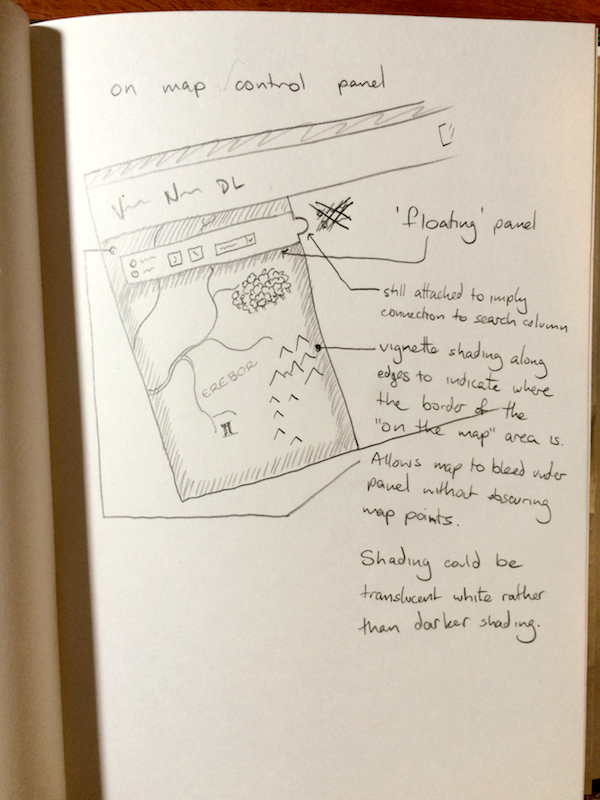 on map control panel
DL
'floating' panel
still attached to imply
connection to search column
vignette shading along
edges to indicate where
the border of the
"on the map" area is.
EREBOR
Allows map to bleed under
panel without obscuring
map points.
Shading could be
translucent white rather
than darker shading.